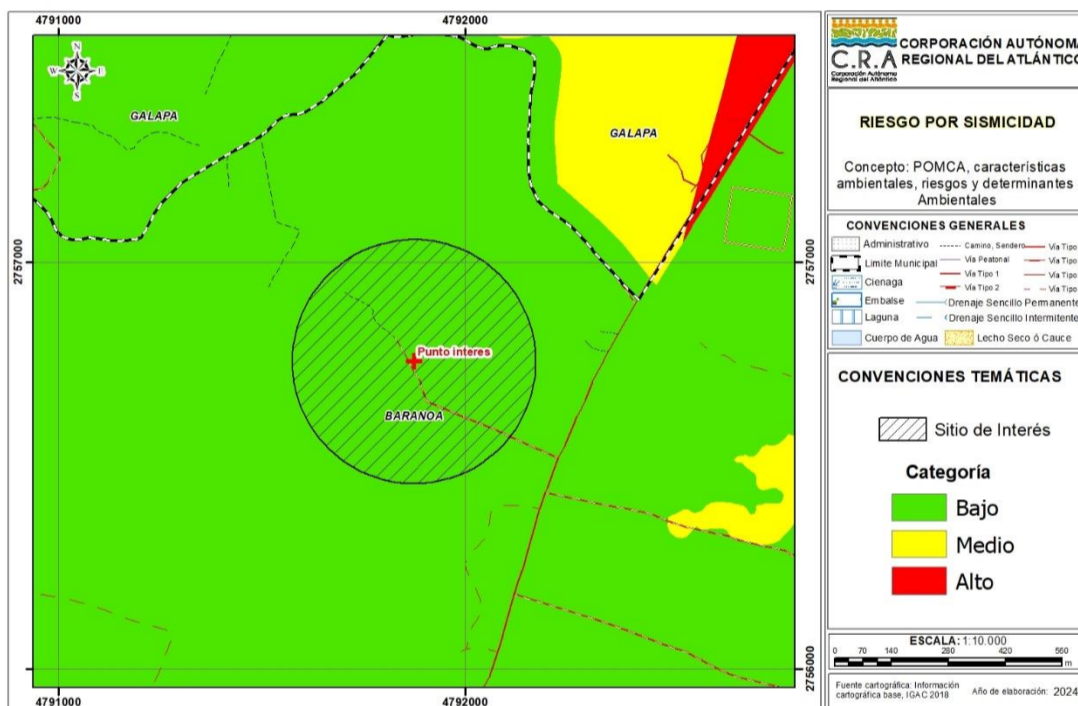 4791000
4792000
2757000
2756000
N
W
E
S
GALAPA
GALAPA
Punto interes
BARANOA
2757000
2756000
4791000
4792000
C.R.A
Corporación Autónoma
Regional del Atlántico
CORPORACIÓN AUTÓNOMA
REGIONAL DEL ATLÁNTICO
RIESGO POR SISMICIDAD
Concepto: POMCA, características
ambientales, riesgos y determinantes
Ambientales
CONVENCIONES GENERALES
Administrativo
Limite Municipal
Cienaga
Embalse
Laguna
Cuerpo de Agua
Camino, Sendero
Vía Peatonal
Vía Tipo 1
Vía Tipo 2
Vía Tipo
Vía Tipo
Vía Tipo
Vía Tipo
Drenaje Sencillo Permanente
Drenaje Sencillo Intermitente
Lecho Seco ó Cauce
CONVENCIONES TEMÁTICAS
Sitio de Interés
Categoría
Bajo
Medio
Alto
ESCALA: 1:10.000
0 70 140 280 420 560
m
Fuente cartográfica: Información
cartográfica base, IGAC 2018
Año de elaboración: 2024